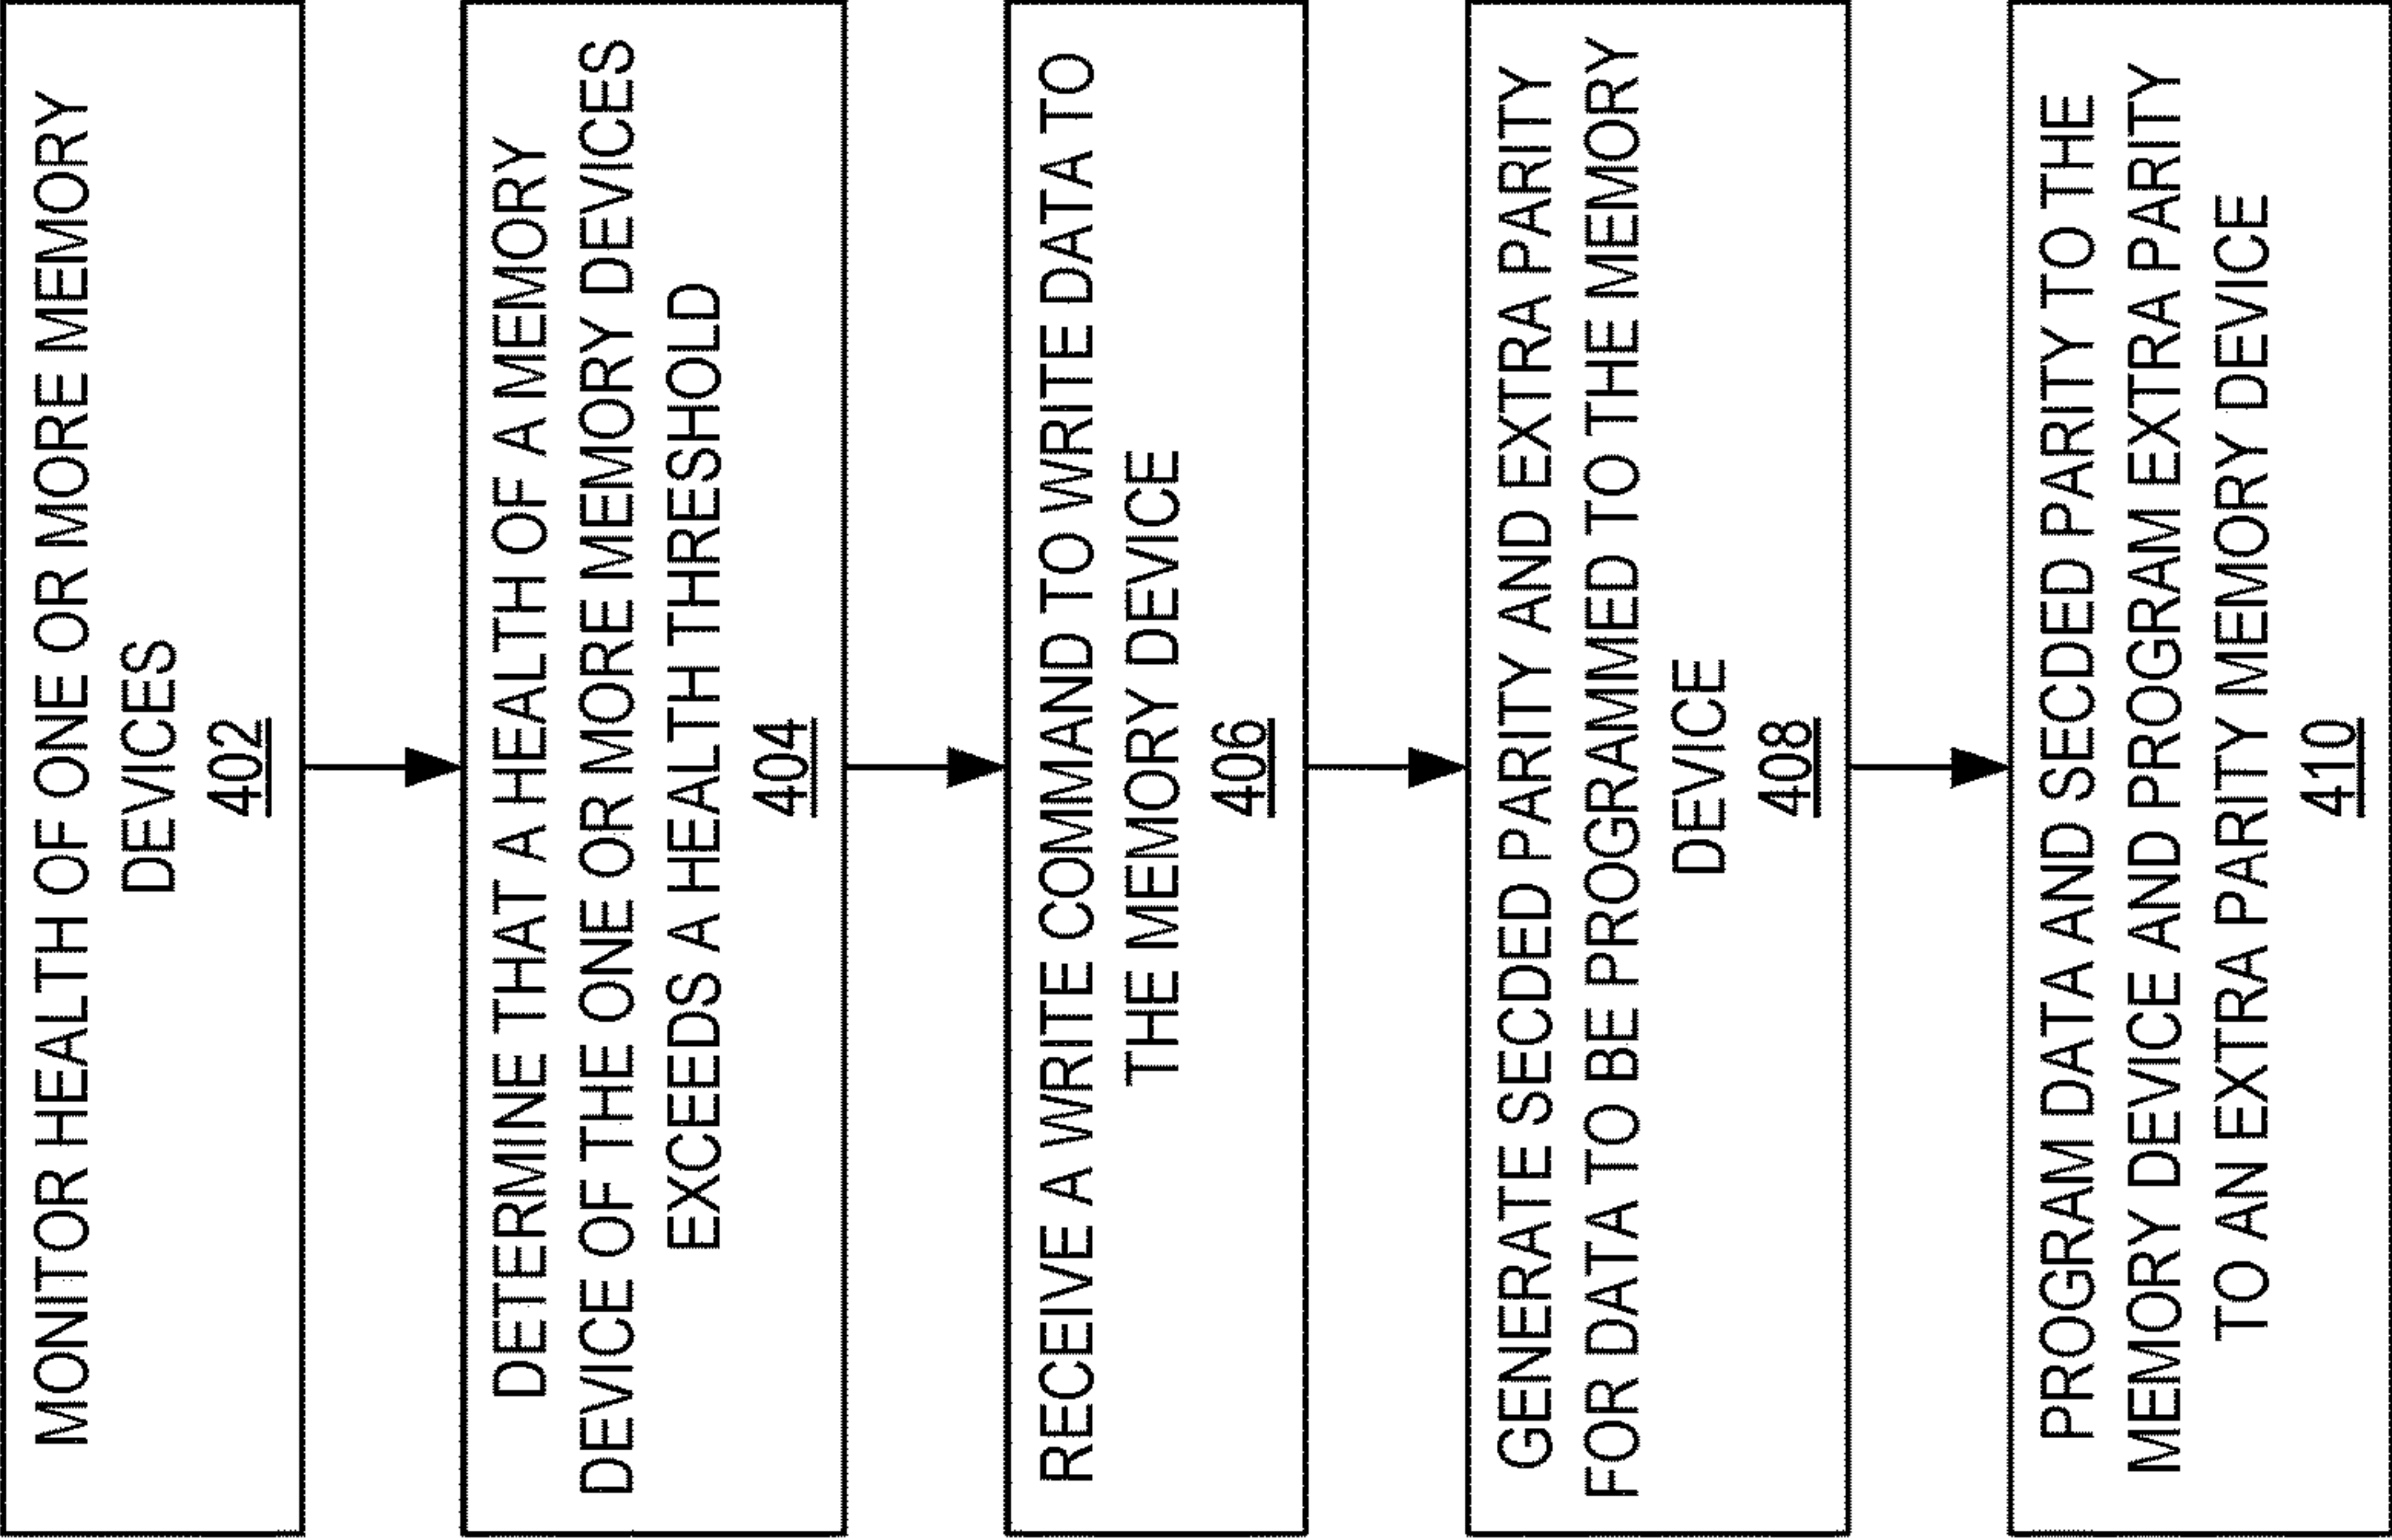 MONITOR HEALTH OF ONE OR MORE MEMORY
DEVICES
402
DETERMINE THAT A HEALTH OF A MEMORY
DEVICE OF THE ONE OR MORE MEMORY DEVICES
EXCEEDS A HEALTH THRESHOLD
404
RECEIVE A WRITE COMMAND TO WRITE DATA TO
THE MEMORY DEVICE
406
GENERATE SECDED PARITY AND EXTRA PARITY
FOR DATA TO BE PROGRAMMED TO THE MEMORY
DEVICE
408
PROGRAM DATA AND SECDED PARITY TO THE
MEMORY DEVICE AND PROGRAM EXTRA PARITY
TO AN EXTRA PARITY MEMORY DEVICE
410